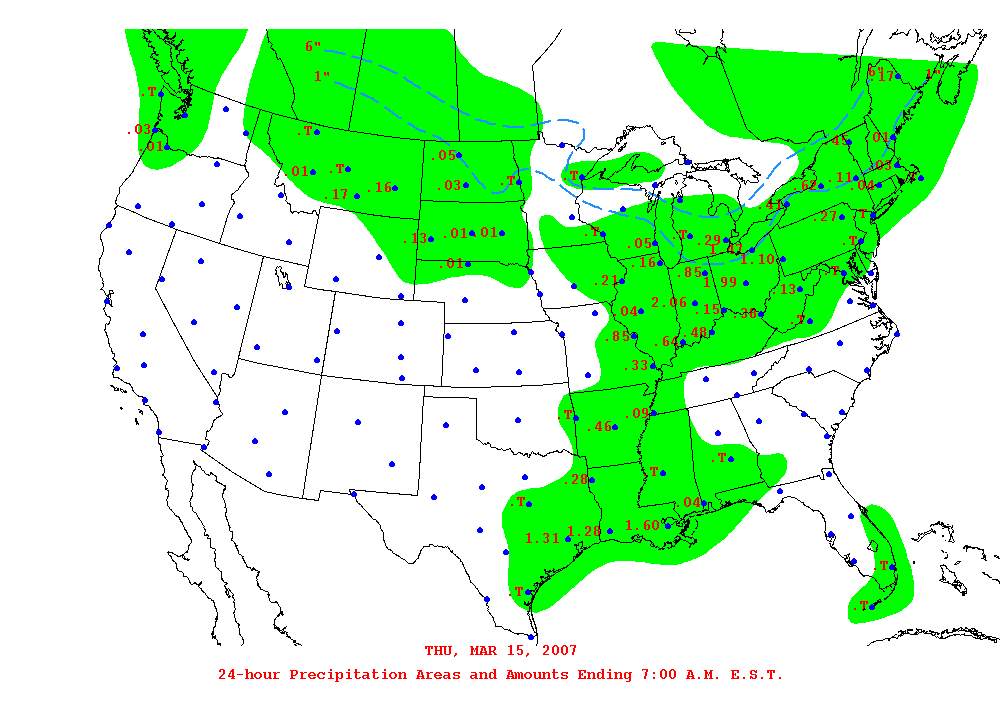 6"
1"
6"
.17
1"
.T
.03
.01
.T
.01
.T
.17
.16
.05
.03
.T
.T
.13
.01
.01
.01
.T
.05
.T
.29
.16
.21
.85
1.99
1.10
2.06
.15
.04
.85
.64
.48
.33
.13
.T
.01
.03
.62
.11
.04
.T
.41
.27
T
.T
T
.T
.46
.09
.28
T
.T
.T
.04
1.31
1.28
1.60
.T
.T
.T
THU, MAR 15, 2007
24-hour Precipitation Areas and Amounts Ending 7:00 A.M. E.S.T.